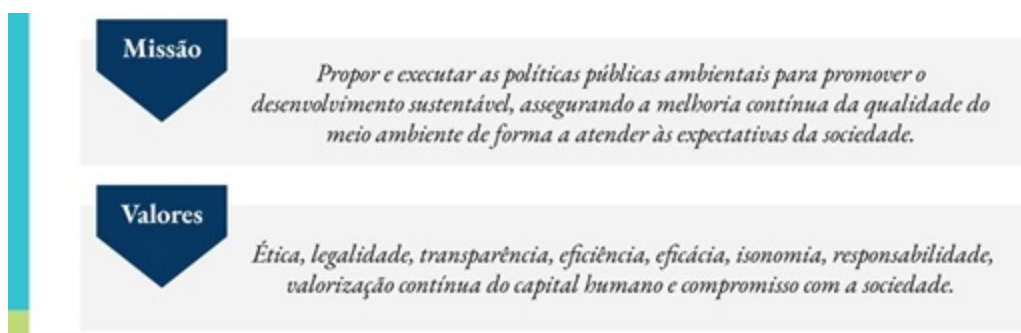 Missão
Propor e executar as políticas públicas ambientais para promover o
desenvolvimento sustentável, assegurando a melhoria contínua da qualidade do
meio ambiente de forma a atender às expectativas da sociedade.
Valores
Ética, legalidade, transparência, eficiência, eficácia, isonomia, responsabilidade,
valorização contínua do capital humano e compromisso com a sociedade.